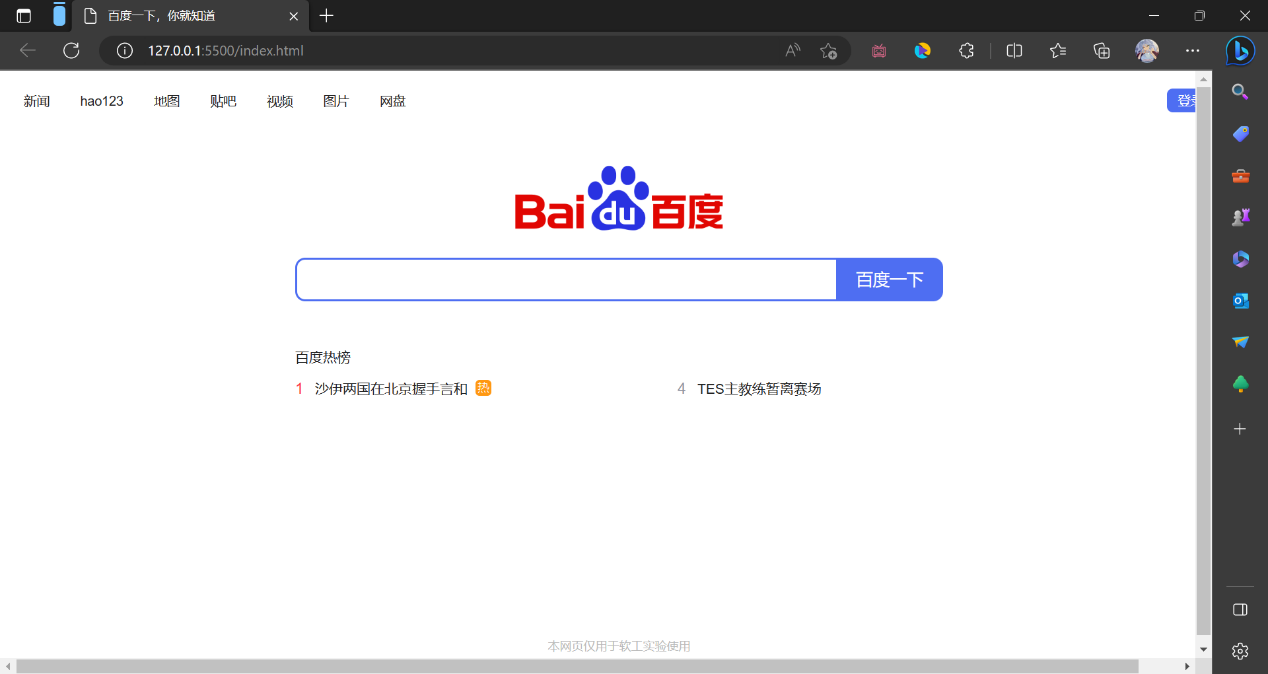 百度一下，你就知道
127.0.0.1:5500/index.html
新闻 hao123 地图 贴吧 视频 图片 网盘 登录
Bai du 百度
百度一下
百度热榜
1 沙伊两国在北京握手言和 热 4 TES主教练暂离赛场
本网页仅用于软工实验使用